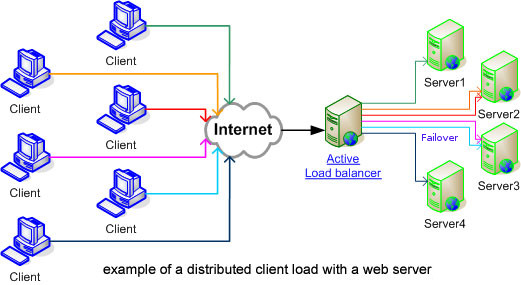 Client
Client
Client
Client
Client
Client
Client
Internet
Active
Load balancer
Server1
Server2
Failover
Server3
Server4
example of a distributed client load with a web server